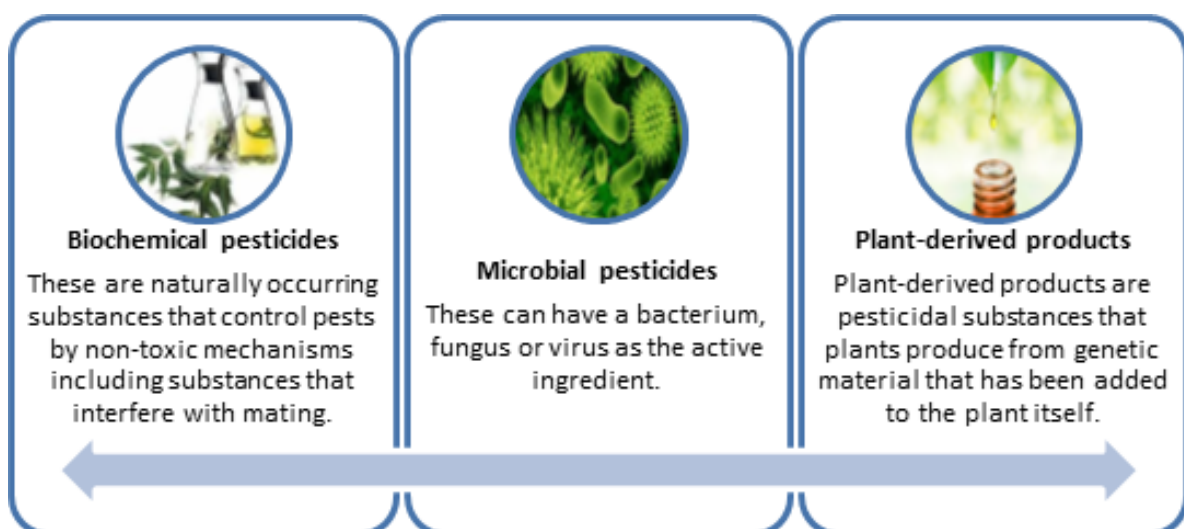 Biochemical pesticides
These are naturally occurring
substances that control pests
by non-toxic mechanisms
including substances that
interfere with mating.
Microbial pesticides
These can have a bacterium,
fungus or virus as the active
ingredient.
Plant-derived products
Plant-derived products are
pesticidal substances that
plants produce from genetic
material that has been added
to the plant itself.